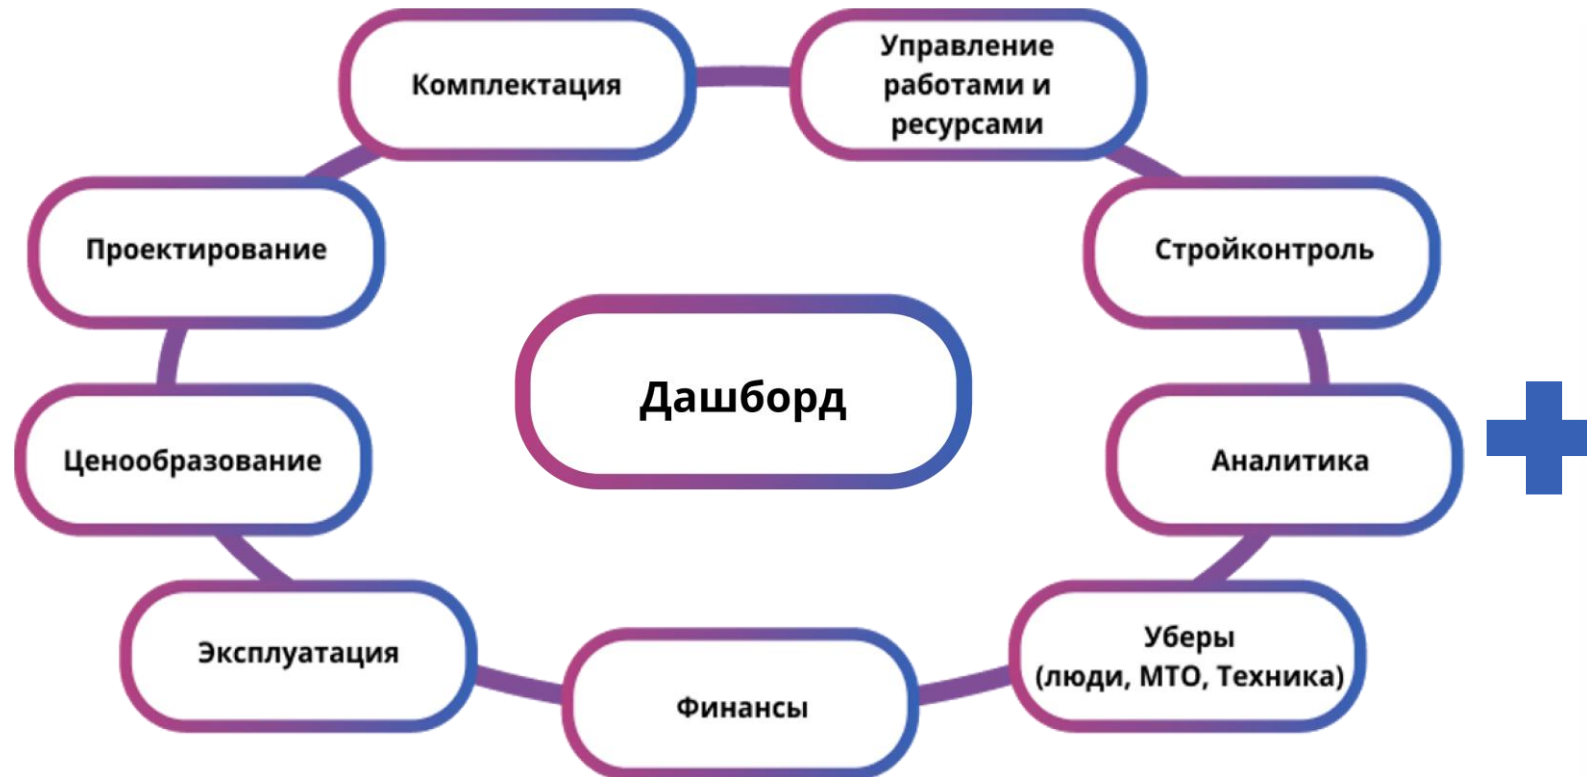 Комплектация
Управление
работами и
ресурсами
Проектирование
Стройконтроль
Дашборд
Ценообразование
Аналитика
Эксплуатация
Уберы
(люди, МТО, Техника)
Финансы